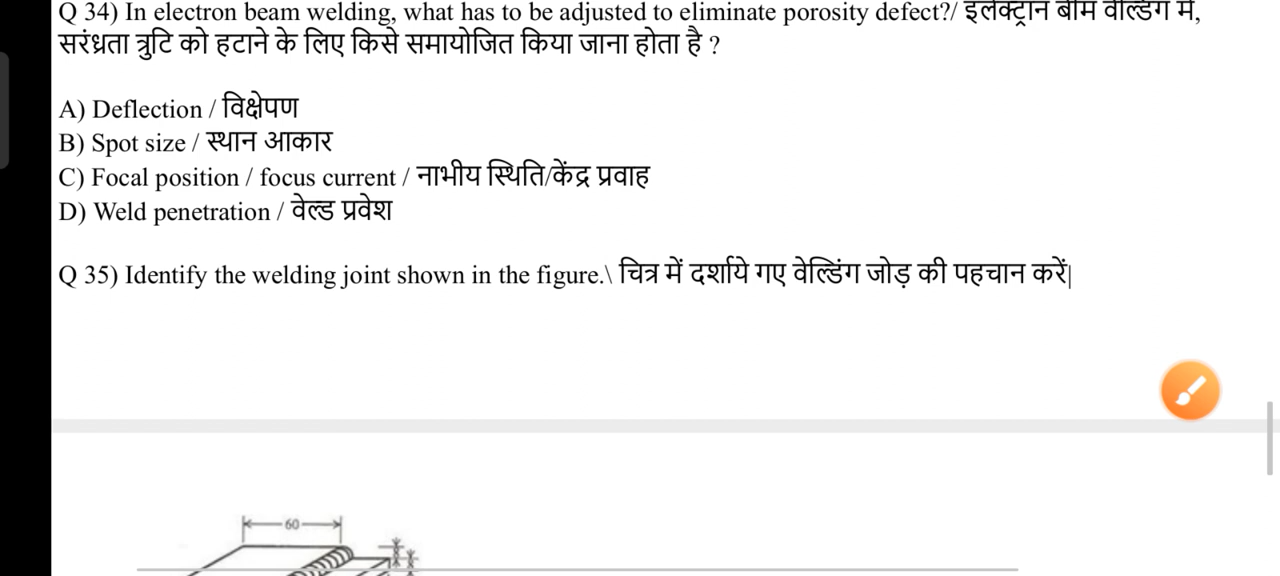 Q 34) In electron beam welding, what has to be adjusted to eliminate porosity defect?/ इलेक्ट्रॉन बीम वेल्डिंग में,
सरंध्रता त्रुटि को हटाने के लिए किसे समायोजित किया जाना होता है ?
A) Deflection / विक्षेपण
B) Spot size / स्थान आकार
C) Focal position / focus current / नाभीय स्थिति/केंद्र प्रवाह
D) Weld penetration / वेल्ड प्रवेश
Q 35) Identify the welding joint shown in the figure.\ चित्र में दर्शाये गए वेल्डिंग जोड़ की पहचान करें|
60